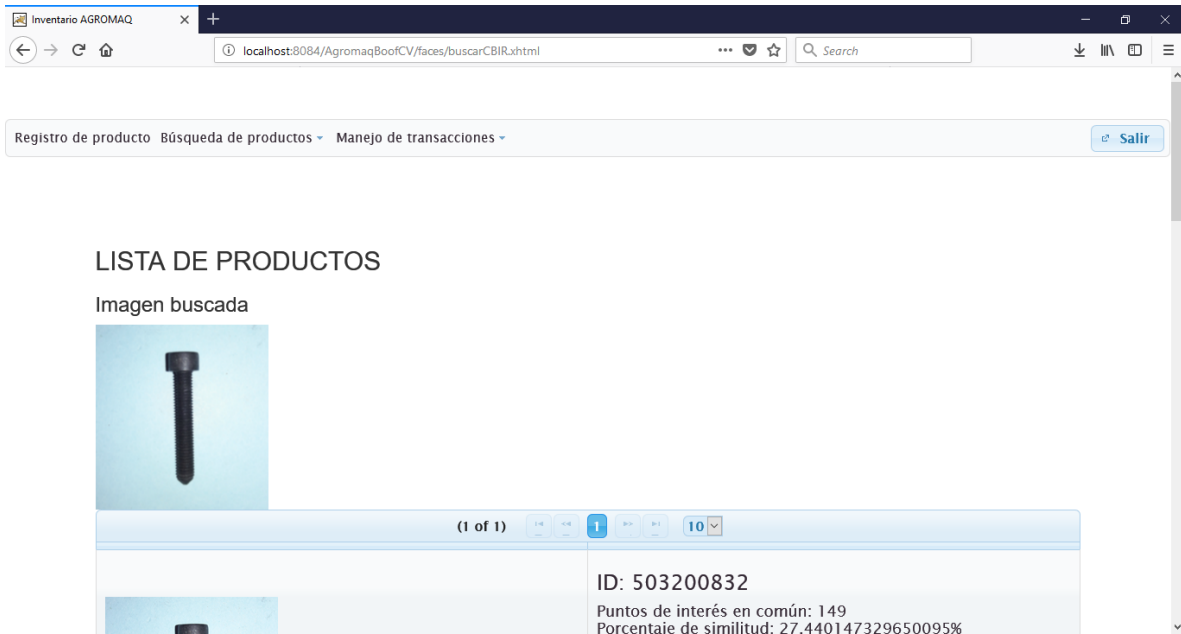 Inventario AGROMAQ
localhost:8084/AgromaqBoofCV/faces/buscarCBIR.xhtml
Search
Registro de producto Búsqueda de productos Manejo de transacciones
Salir
LISTA DE PRODUCTOS
Imagen buscada
(1 of 1) 1 10
ID: 503200832
Puntos de interés en común: 149
Porcentaje de similitud: 27.440147329650095%